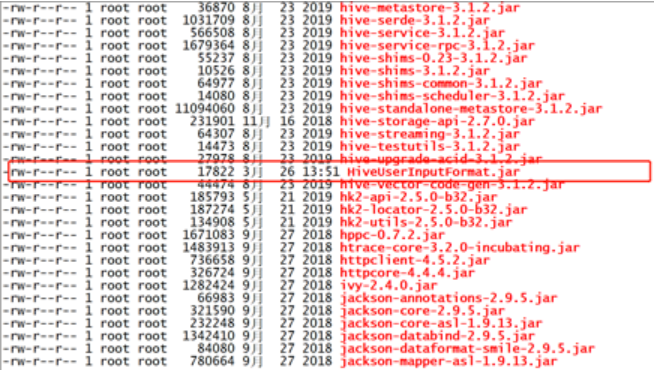 -rw-r--r-- 1 root root 36870 8月 23 2019 hive-metastore-3.1.2.jar
-rw-r--r-- 1 root root 1031709 8月 23 2019 hive-serde-3.1.2.jar
-rw-r--r-- 1 root root 566508 8月 23 2019 hive-service-3.1.2.jar
-rw-r--r-- 1 root root 1679364 8月 23 2019 hive-service-rpc-3.1.2.jar
-rw-r--r-- 1 root root 55237 8月 23 2019 hive-shims-0.23-3.1.2.jar
-rw-r--r-- 1 root root 10526 8月 23 2019 hive-shims-3.1.2.jar
-rw-r--r-- 1 root root 64977 8月 23 2019 hive-shims-common-3.1.2.jar
-rw-r--r-- 1 root root 14080 8月 23 2019 hive-shims-scheduler-3.1.2.jar
-rw-r--r-- 1 root root 11094060 8月 23 2019 hive-standalone-metastore-3.1.2.jar
-rw-r--r-- 1 root root 231901 11月 16 2018 hive-storage-api-2.7.0.jar
-rw-r--r-- 1 root root 64307 8月 23 2019 hive-streaming-3.1.2.jar
-rw-r--r-- 1 root root 14473 8月 23 2019 hive-testutils-3.1.2.jar
-rw-r--r-- 1 root root 27978 8月 23 2019 hive-upgrade-acid-3.1.2.jar
-rw-r--r-- 1 root root 17822 3月 26 13:51 HiveUserInputFormat.jar
-rw-r--r-- 1 root root 44474 8月 23 2019 hive-vector-code-gen-3.1.2.jar
-rw-r--r-- 1 root root 185793 5月 21 2019 hk2-api-2.5.0-b32.jar
-rw-r--r-- 1 root root 187274 5月 21 2019 hk2-locator-2.5.0-b32.jar
-rw-r--r-- 1 root root 134908 5月 21 2019 hk2-utils-2.5.0-b32.jar
-rw-r--r-- 1 root root 1671083 9月 27 2018 hppc-0.7.2.jar
-rw-r--r-- 1 root root 1483913 9月 27 2018 htrace-core-3.2.0-incubating.jar
-rw-r--r-- 1 root root 736658 9月 27 2018 httpclient-4.5.2.jar
-rw-r--r-- 1 root root 326724 9月 27 2018 httpcore-4.4.4.jar
-rw-r--r-- 1 root root 1282424 9月 27 2018 ivy-2.4.0.jar
-rw-r--r-- 1 root root 66983 9月 27 2018 jackson-annotations-2.9.5.jar
-rw-r--r-- 1 root root 321590 9月 27 2018 jackson-core-2.9.5.jar
-rw-r--r-- 1 root root 232248 9月 27 2018 jackson-core-asl-1.9.13.jar
-rw-r--r-- 1 root root 1342410 9月 27 2018 jackson-databind-2.9.5.jar
-rw-r--r-- 1 root root 84080 9月 27 2018 jackson-dataformat-smile-2.9.5.jar
-rw-r--r-- 1 root root 780664 9月 27 2018 jackson-mapper-asl-1.9.13.jar